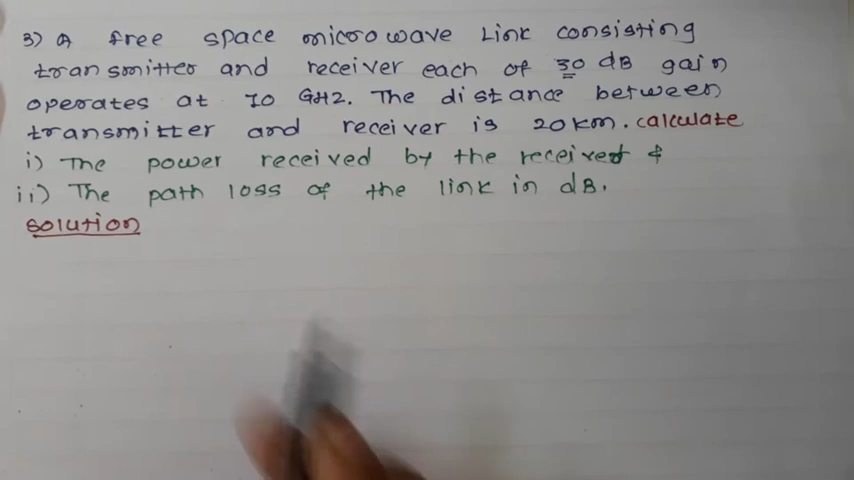 3) A free space microwave Link consisting
transmitter and receiver each of 30 dB gain
operates at 10 GHZ. The distance between
transmitter and receiver is 20 km. calculate
i) The power received by the received &
ii) The path loss of the link in dB.
solution